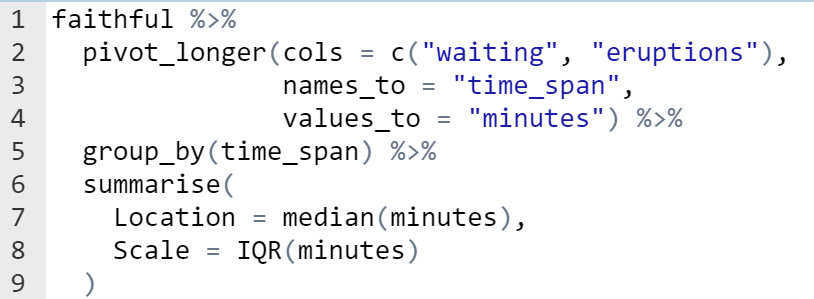 1 faithful %>%
2   pivot_longer(cols = c("waiting", "eruptions"),
3                names_to = "time_span",
4                values_to = "minutes") %>%
5   group_by(time_span) %>%
6   summarise(
7     Location = median(minutes),
8     Scale = IQR(minutes)
9   )